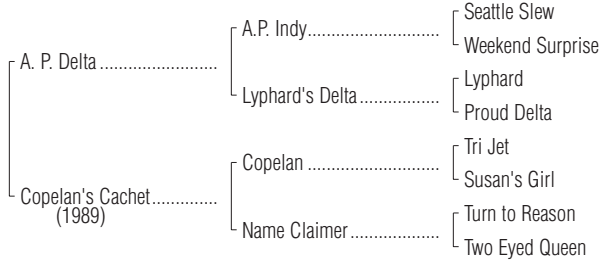 Seattle Slew
A.P. Indy..............................
Weekend Surprise
A. P. Delta ...........................
Lyphard
Lyphard's Delta..................
Proud Delta
Tri Jet
Copelan ..............................
Susan's Girl
Copelan's Cachet...............
(1989)
Turn to Reason
Name Claimer....................
Two Eyed Queen